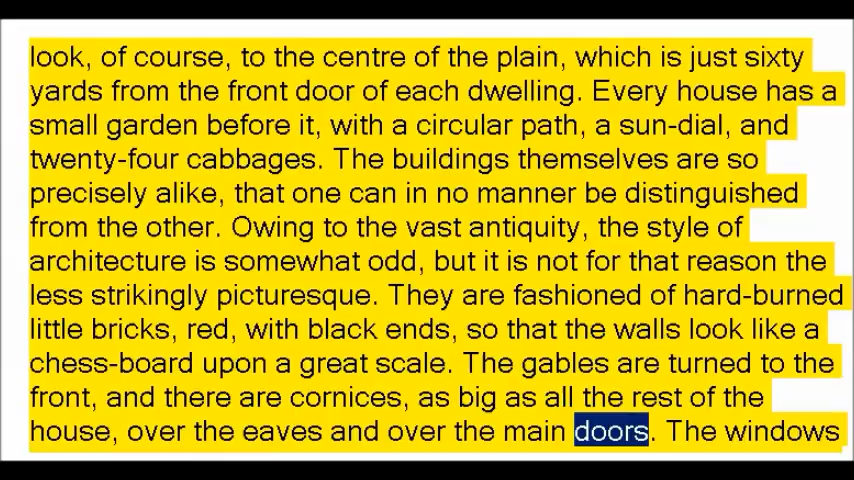 look, of course, to the centre of the plain, which is just sixty
yards from the front door of each dwelling. Every house has a
small garden before it, with a circular path, a sun-dial, and
twenty-four cabbages. The buildings themselves are so
precisely alike, that one can in no manner be distinguished
from the other. Owing to the vast antiquity, the style of
architecture is somewhat odd, but it is not for that reason the
less strikingly picturesque. They are fashioned of hard-burned
little bricks, red, with black ends, so that the walls look like a
chess-board upon a great scale. The gables are turned to the
front, and there are cornices, as big as all the rest of the
house, over the eaves and over the main doors. The windows